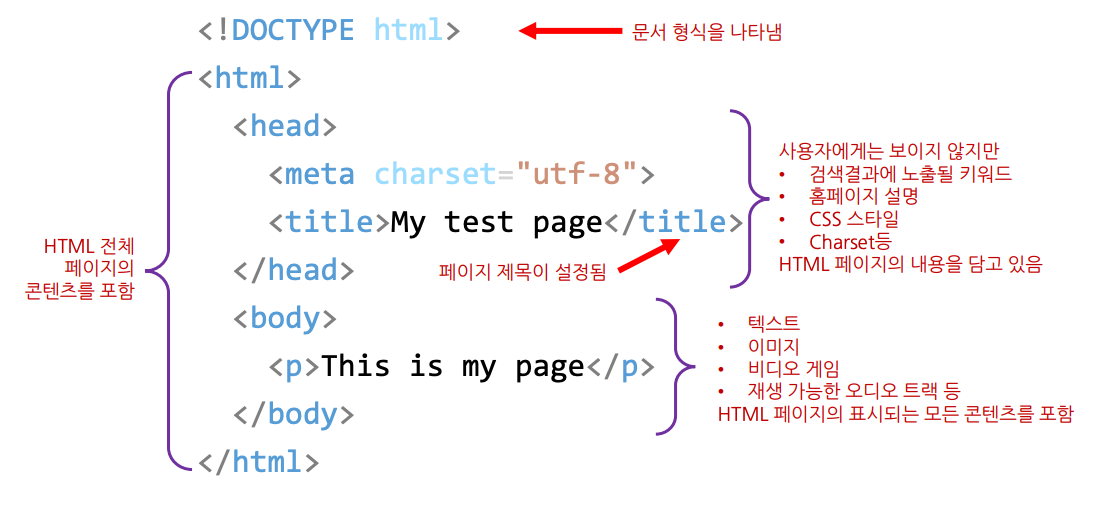 <!DOCTYPE html>
문서 형식을 나타냄
<html>
<head>
<meta charset="utf-8">
<title>My test page</title>
</head>
<body>
<p>This is my page</p>
</body>
</html>
HTML 전체
페이지의
콘텐츠를 포함
페이지 제목이 설정됨
사용자에게는 보이지 않지만
• 검색결과에 노출될 키워드
• 홈페이지 설명
• CSS 스타일
• Charset등
HTML 페이지의 내용을 담고 있음
• 텍스트
• 이미지
• 비디오 게임
• 재생 가능한 오디오 트랙 등
HTML 페이지의 표시되는 모든 콘텐츠를 포함